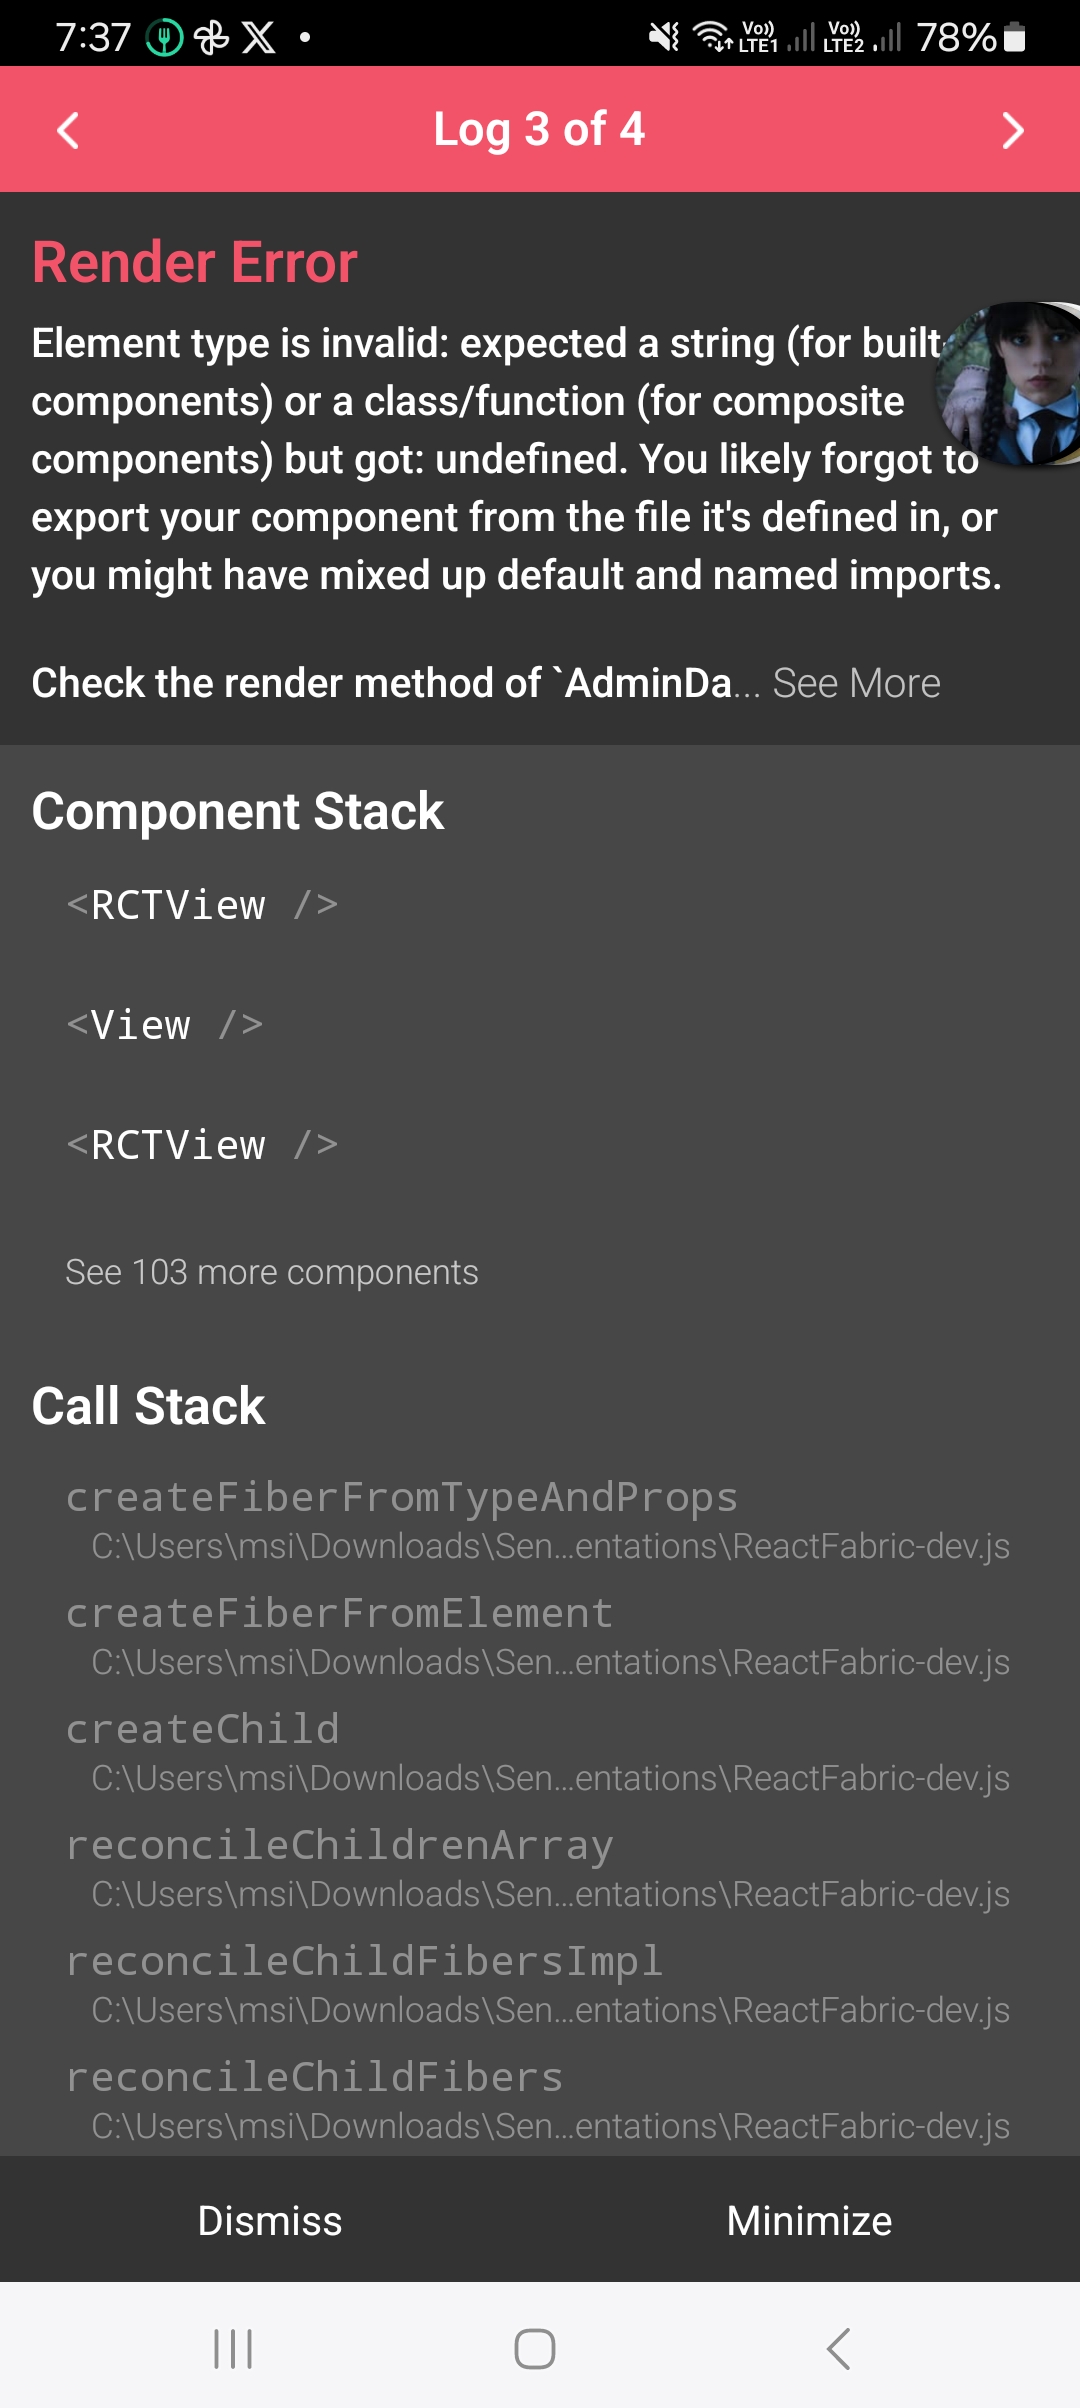 7:37
Vo)) LTE1 Vo)) LTE2 78%
Log 3 of 4
Render Error
Element type is invalid: expected a string (for built-
components) or a class/function (for composite
components) but got: undefined. You likely forgot to
export your component from the file it's defined in, or
you might have mixed up default and named imports.
Check the render method of `AdminDa... See More
Component Stack
<RCTView />
<View />
<RCTView />
See 103 more components
Call Stack
createFiberFromTypeAndProps
C:\Users\msi\Downloads\Sen...entations\ReactFabric-dev.js
createFiberFromElement
C:\Users\msi\Downloads\Sen...entations\ReactFabric-dev.js
createChild
C:\Users\msi\Downloads\Sen...entations\ReactFabric-dev.js
reconcileChildrenArray
C:\Users\msi\Downloads\Sen...entations\ReactFabric-dev.js
reconcileChildFibersImpl
C:\Users\msi\Downloads\Sen...entations\ReactFabric-dev.js
reconcileChildFibers
C:\Users\msi\Downloads\Sen...entations\ReactFabric-dev.js
Dismiss Minimize